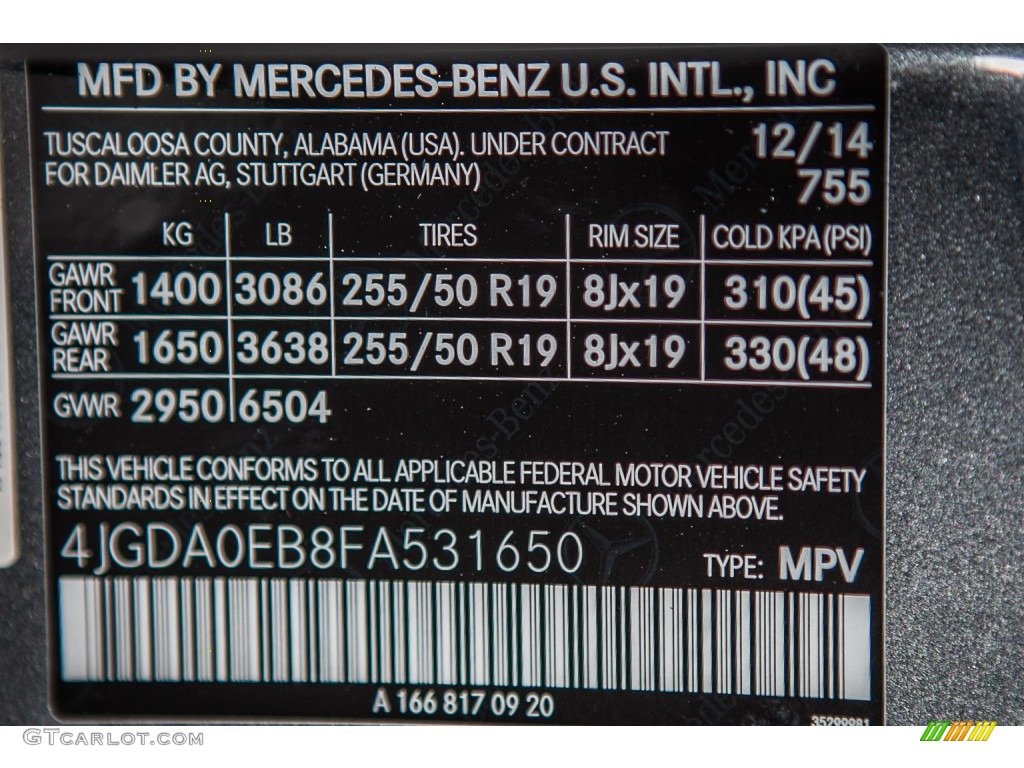 MFD BY MERCEDES-BENZ U.S. INTL., INC
TUSCALOOSA COUNTY, ALABAMA (USA). UNDER CONTRACT 12/14
FOR DAIMLER AG, STUTTGART (GERMANY) 755
KG LB TIRES RIM SIZE COLD KPA (PSI)
GAWR FRONT 1400 3086 255/50 R19 8Jx19 310(45)
GAWR REAR 1650 3638 255/50 R19 8Jx19 330(48)
GVWR 2950 6504
THIS VEHICLE CONFORMS TO ALL APPLICABLE FEDERAL MOTOR VEHICLE SAFETY
STANDARDS IN EFFECT ON THE DATE OF MANUFACTURE SHOWN ABOVE.
4JGDA0EB8FA531650 TYPE: MPV
A 166 817 09 20
GTcarlot.com